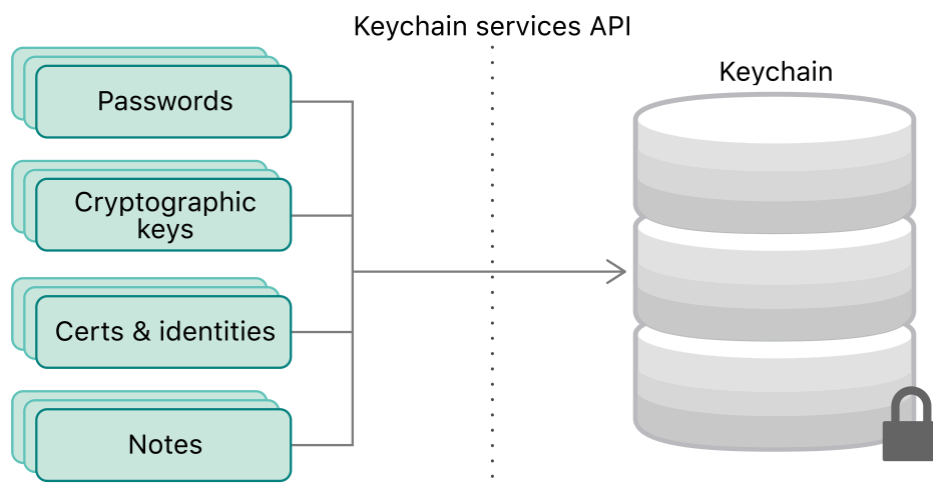 Keychain services API
Keychain
Passwords
Cryptographic
keys
Certs & identities
Notes